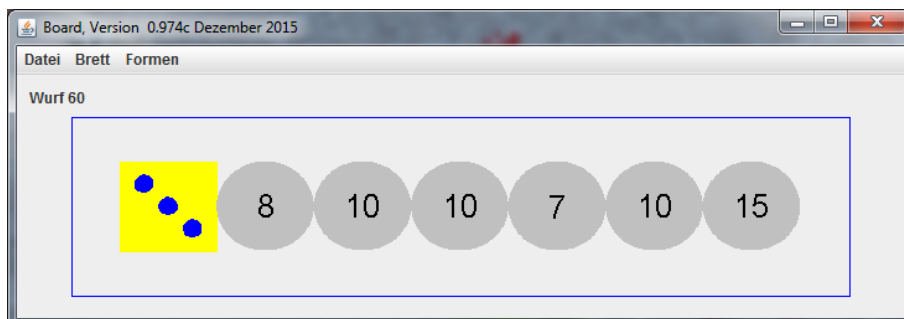 Board, Version 0.974c Dezember 2015
Datei Brett Formen
Wurf 60
8 10 10 7 10 15